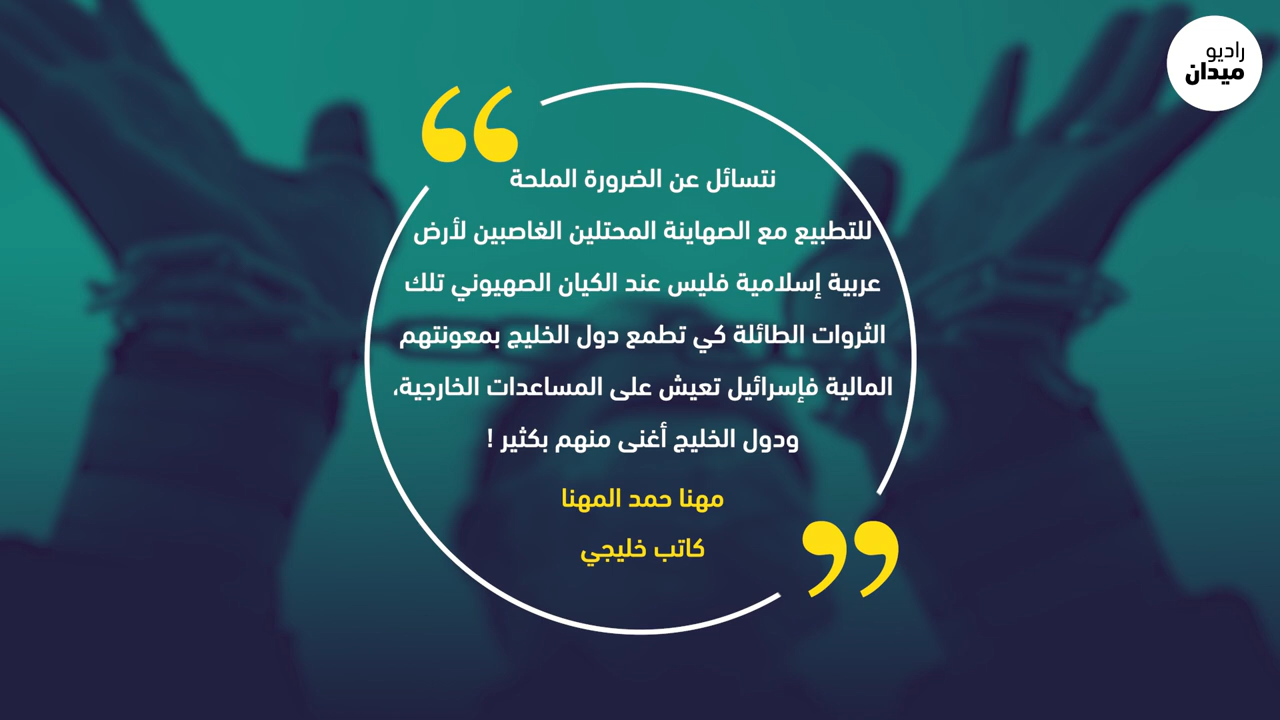 راديو
ميدان
نتسائل عن الضرورة الملحة
للتطبيع مع الصهاينة المحتلين الغاصبين لأرض
عربية إسلامية فليس عند الكيان الصهيوني تلك
الثروات الطائلة كي تطمع دول الخليج بمعونتهم
المالية فإسرائيل تعيش على المساعدات الخارجية،
ودول الخليج أغنى منهم بكثير !
مهنا حمد المهنا
كاتب خليجي